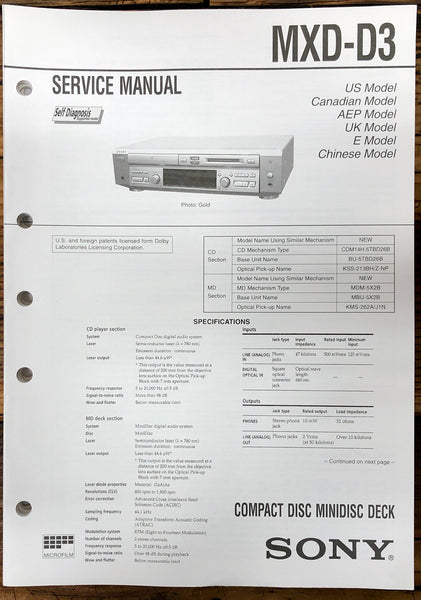 MXD-D3
SERVICE MANUAL
Self Diagnosis
Supported model
US Model
Canadian Model
AEP Model
UK Model
E Model
Chinese Model
Photo: Gold
U.S. and foreign patents licensed form Dolby
Laboratories Licensing Corporation.
CD
Section
Model Name Using Similar Mechanism NEW
CD Mechanism Type CDM14H-5TBD26B
Base Unit Name BU-5TBD26B
Optical Pick-up Name KSS-213BH/Z-NP
MD
Section
Model Name Using Similar Mechanism NEW
MD Mechanism Type MDM-5X2B
Base Unit Name MBU-5X2B
Optical Pick-up Name KMS-262A/J1N
SPECIFICATIONS
CD player section
System Compact Disc digital audio system
Laser Semiconductor laser (λ = 780 nm)
Emission duration: continuous
Laser output Less than 44.6 μW*
* This output is the value measured at a
distance of 200 mm from the objective
lens surface on the Optical Pick-up
Block with 7 mm aperture.
Frequency response 5 to 20,000 Hz ±0.5 dB
Signal-to-noise ratio More than 98 dB
Wow and flutter Below measurable limit
MD deck section
System MiniDisc digital audio system
Disc MiniDisc
Laser Semiconductor laser (λ = 780 nm)
Emission duration: continuous
Laser output Less than 44.6 μW*
* This output is the value measured at a
distance of 200 mm from the objective
lens surface on the Optical Pick-up
Block with 7 mm aperture.
Laser diode properties Material: GaAlAs
Revolutions (CLV) 400 rpm to 1,800 rpm
Error correction Advanced Cross Interleave Reed
Solomon Code (ACIRC)
Sampling frequency 44.1 kHz
Coding Adaptive Transform Acoustic Coding
(ATRAC)
Modulation system EFM (Eight-to-Fourteen Modulation)
Number of channels 2 stereo channels
Frequency response 5 to 20,000 Hz ±0.5 dB
Signal-to-noise ratio Over 98 dB during playback
Wow and flutter Below measurable limit
Inputs
Jack type Input impedance Rated input Minimum input
LINE (ANALOG) IN Phono jacks 47 kilohms 500 mVrms 125 mVrms
DIGITAL OPTICAL IN Square optical connector jack Optical wave length: 660 nm
Outputs
Jack type Rated output Load impedance
PHONES Stereo phone jack 10 mW 32 ohms
LINE (ANALOG) OUT Phono jacks 2 Vrms (at 50 kilohms) Over 10 kilohms
– Continued on next page –
COMPACT DISC MINIDISC DECK
MICROFILM
SONY®